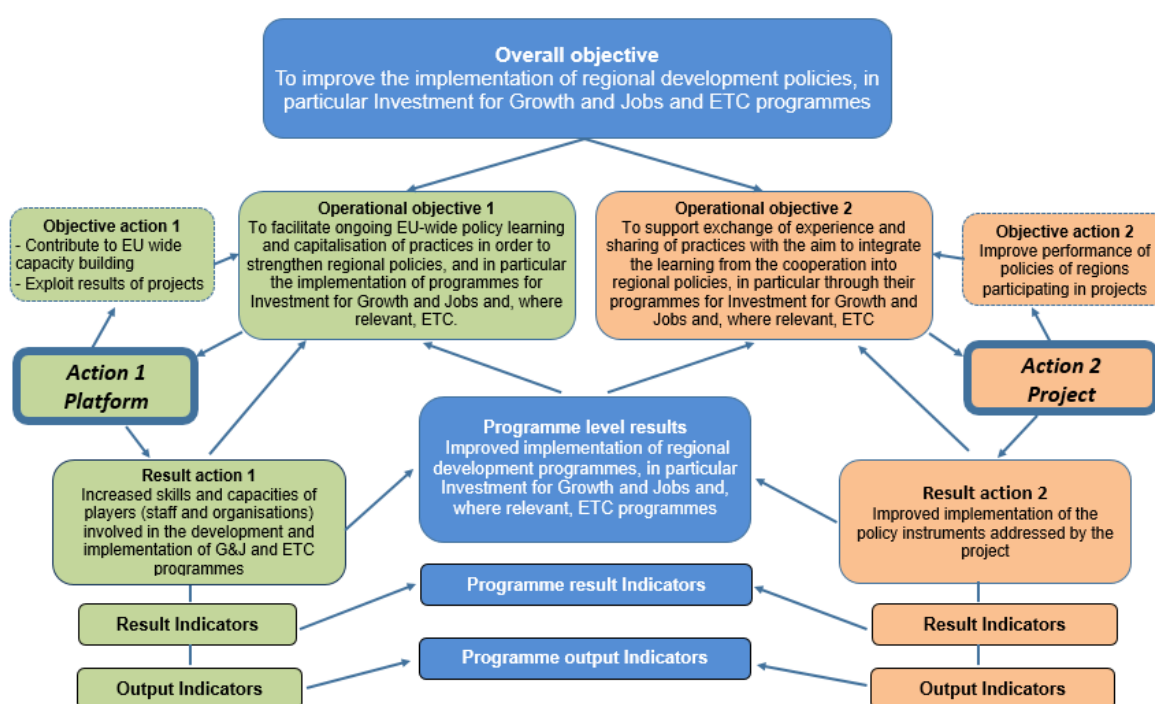 Overall objective
To improve the implementation of regional development policies, in
particular Investment for Growth and Jobs and ETC programmes
Objective action 1
- Contribute to EU wide
capacity building
- Exploit results of projects
Operational objective 1
To facilitate ongoing EU-wide policy learning
and capitalisation of practices in order to
strengthen regional policies, and in particular
the implementation of programmes for
Investment for Growth and Jobs and, where
relevant, ETC.
Operational objective 2
To support exchange of experience and
sharing of practices with the aim to integrate
the learning from the cooperation into
regional policies, in particular through their
programmes for Investment for Growth and
Jobs and, where relevant, ETC
Objective action 2
Improve performance of
policies of regions
participating in projects
Action 1
Platform
Action 2
Project
Programme level results
Improved implementation of regional
development programmes, in particular
Investment for Growth and Jobs and,
where relevant, ETC programmes
Result action 1
Increased skills and capacities of
players (staff and organisations)
involved in the development and
implementation of G&J and ETC
programmes
Result action 2
Improved implementation of the
policy instruments addressed by the
project
Programme result Indicators
Result Indicators
Result Indicators
Programme output Indicators
Output Indicators
Output Indicators